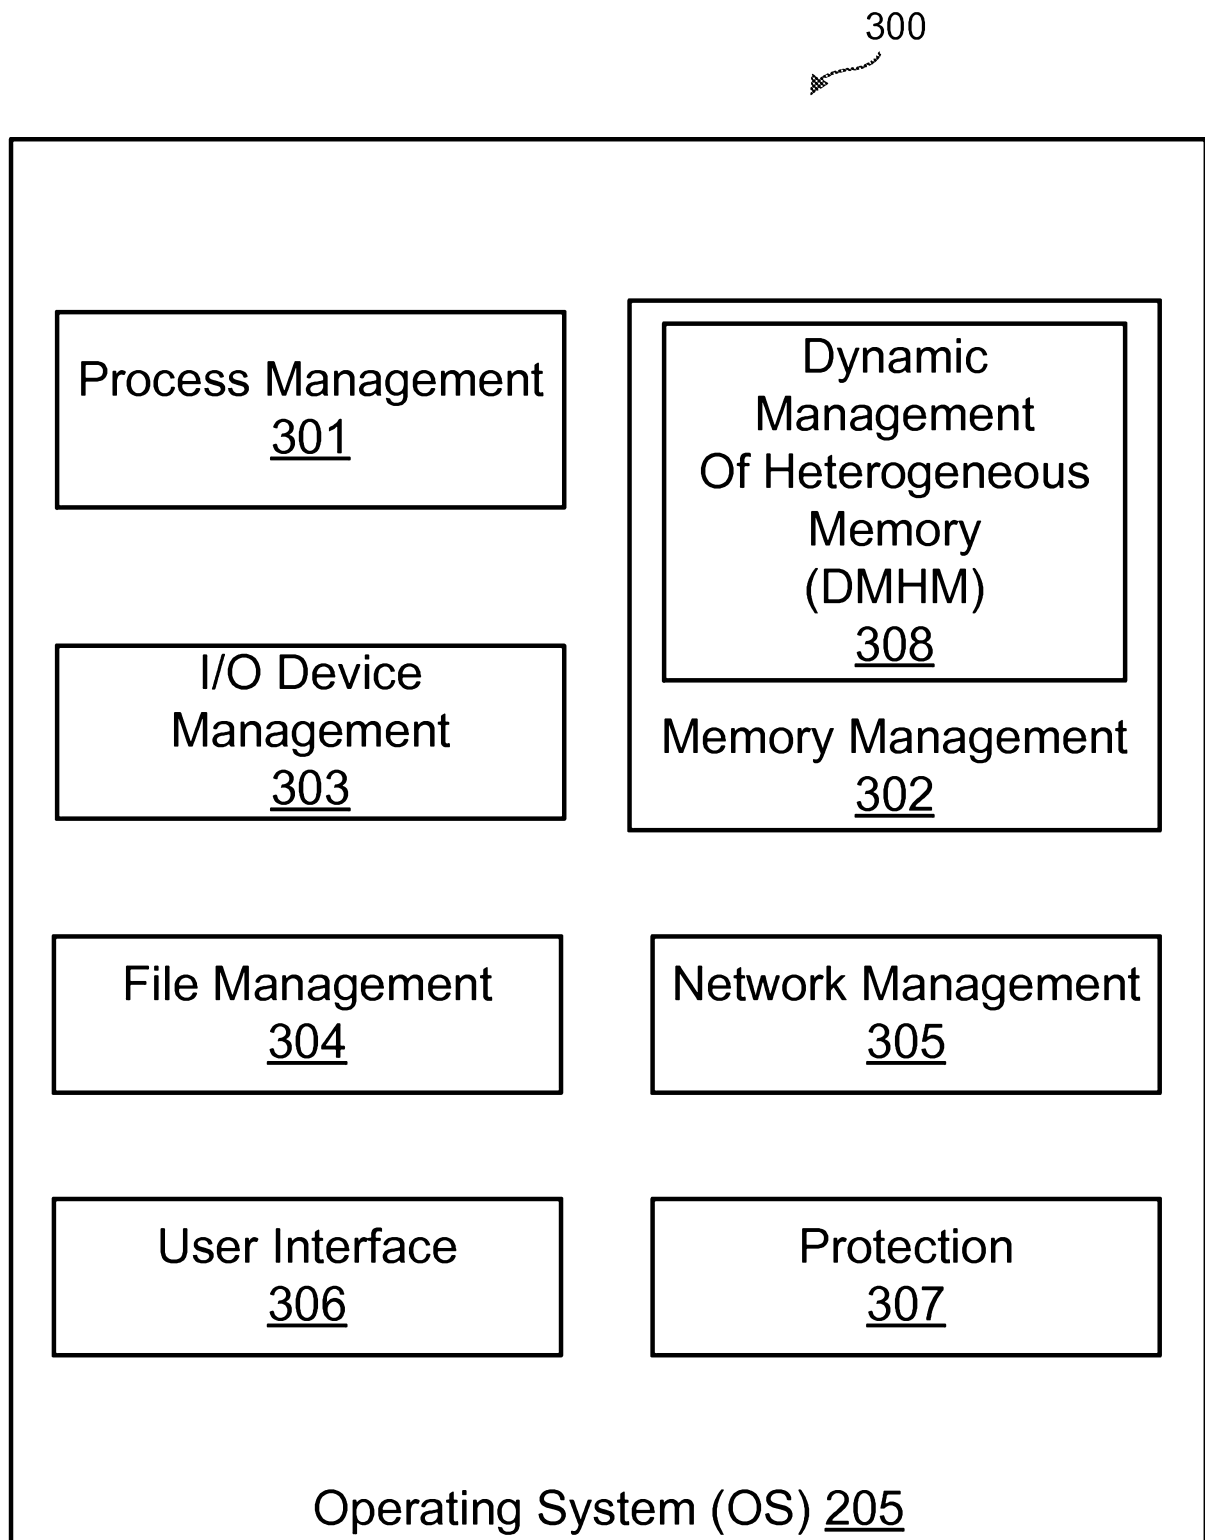 300
Process Management
301
Dynamic
Management
Of Heterogeneous
Memory
(DMHM)
308
Memory Management
302
I/O Device
Management
303
File Management
304
Network Management
305
User Interface
306
Protection
307
Operating System (OS) 205